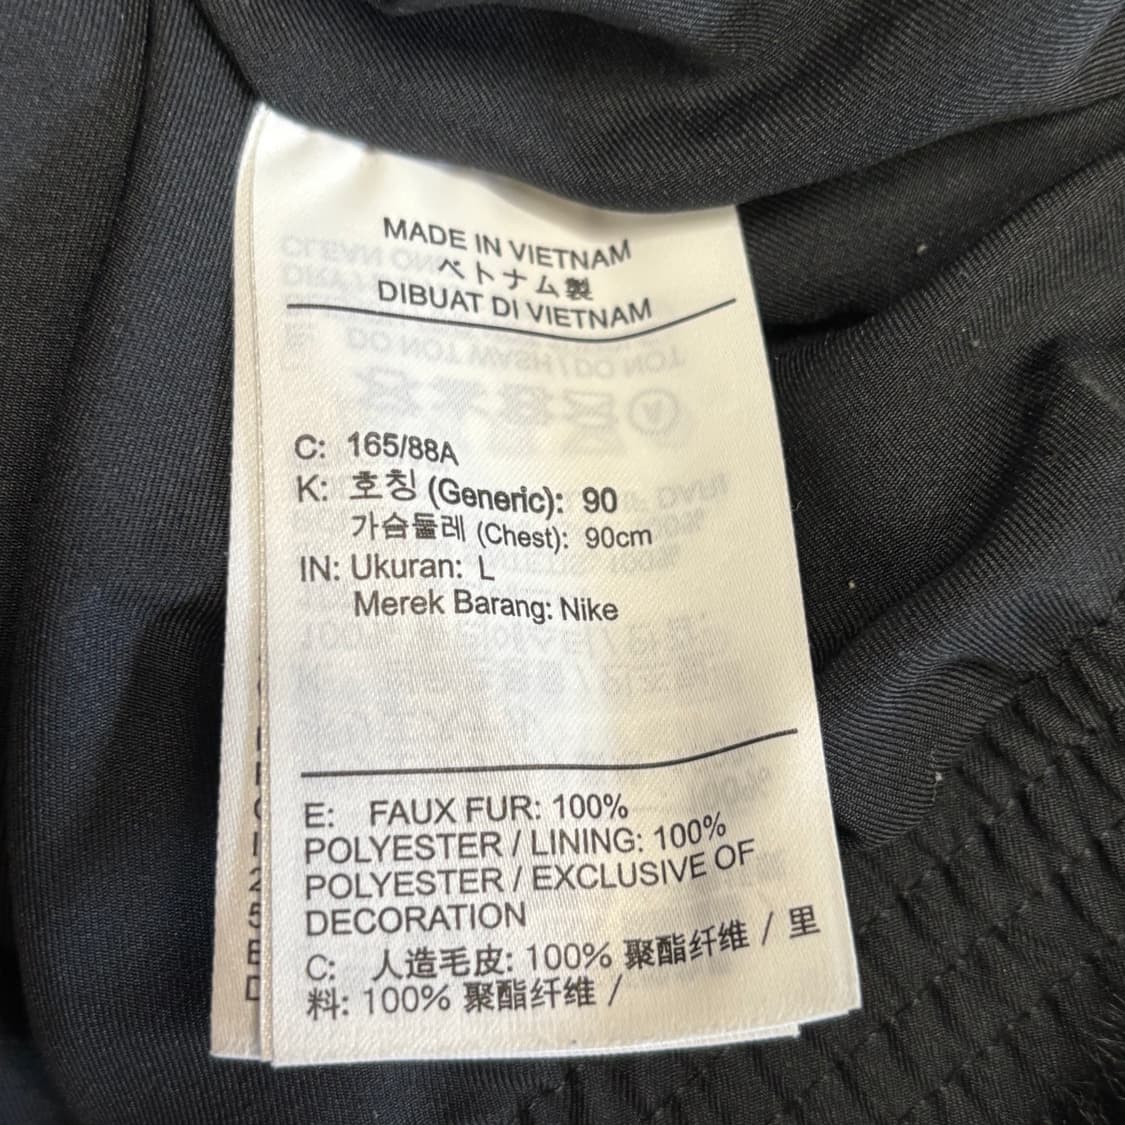 MADE IN VIETNAM
ベトナム製
DIBUAT DI VIETNAM
C: 165/88A
K: 호칭 (Generic): 90
가슴둘레 (Chest): 90cm
IN: Ukuran: L
Merek Barang: Nike
E: FAUX FUR: 100%
POLYESTER / LINING: 100%
POLYESTER / EXCLUSIVE OF
DECORATION
C: 人造毛皮: 100% 聚酯纤维 / 里
料: 100% 聚酯纤维 /